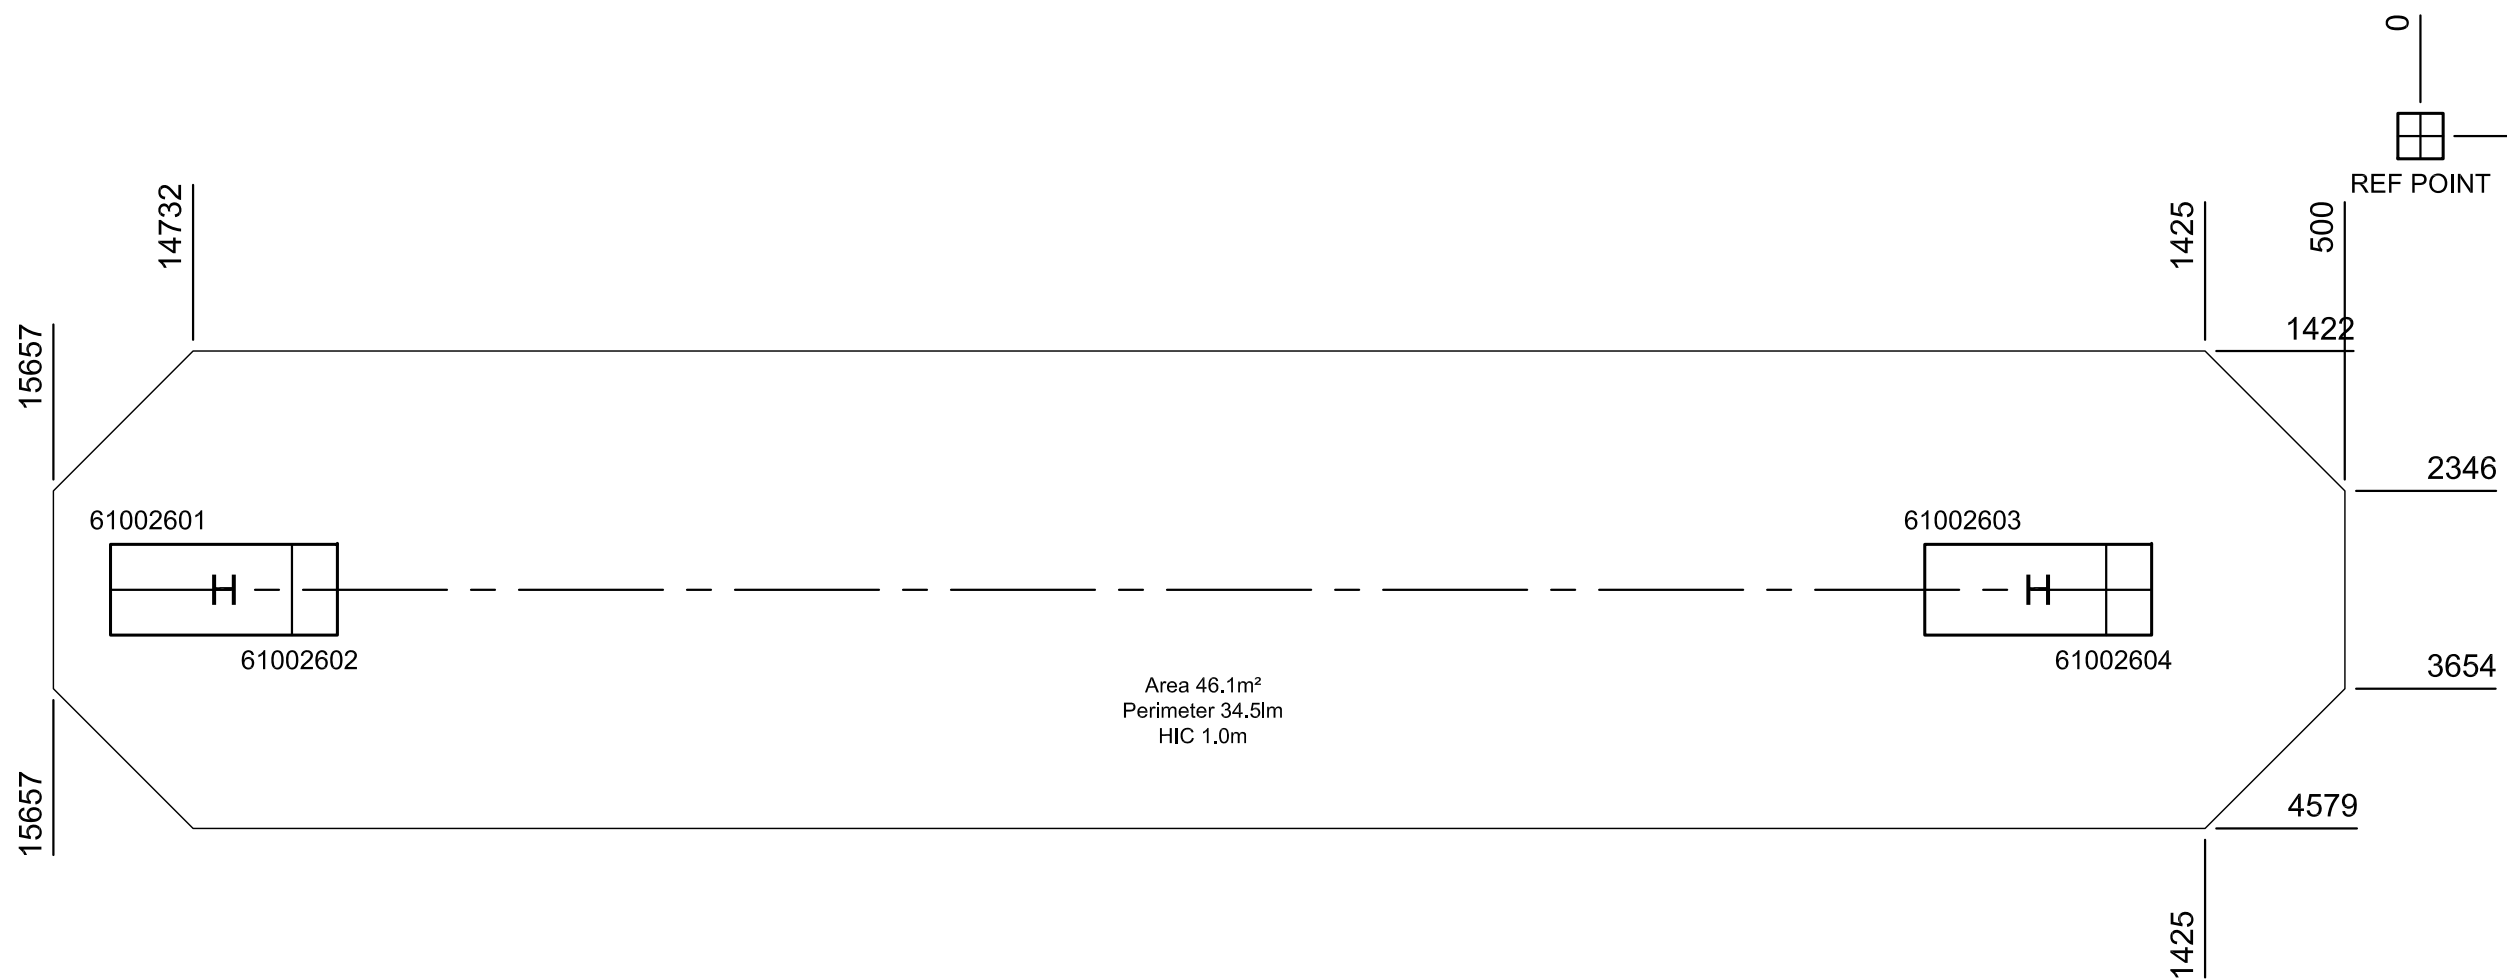 0
REF POINT
14732
1425
500
15657
1422
2346
61002601
61002603
H
H
61002602
61002604
3654
Area 46.1m²
Perimeter 34.5lm
HIC 1.0m
15657
4579
1425